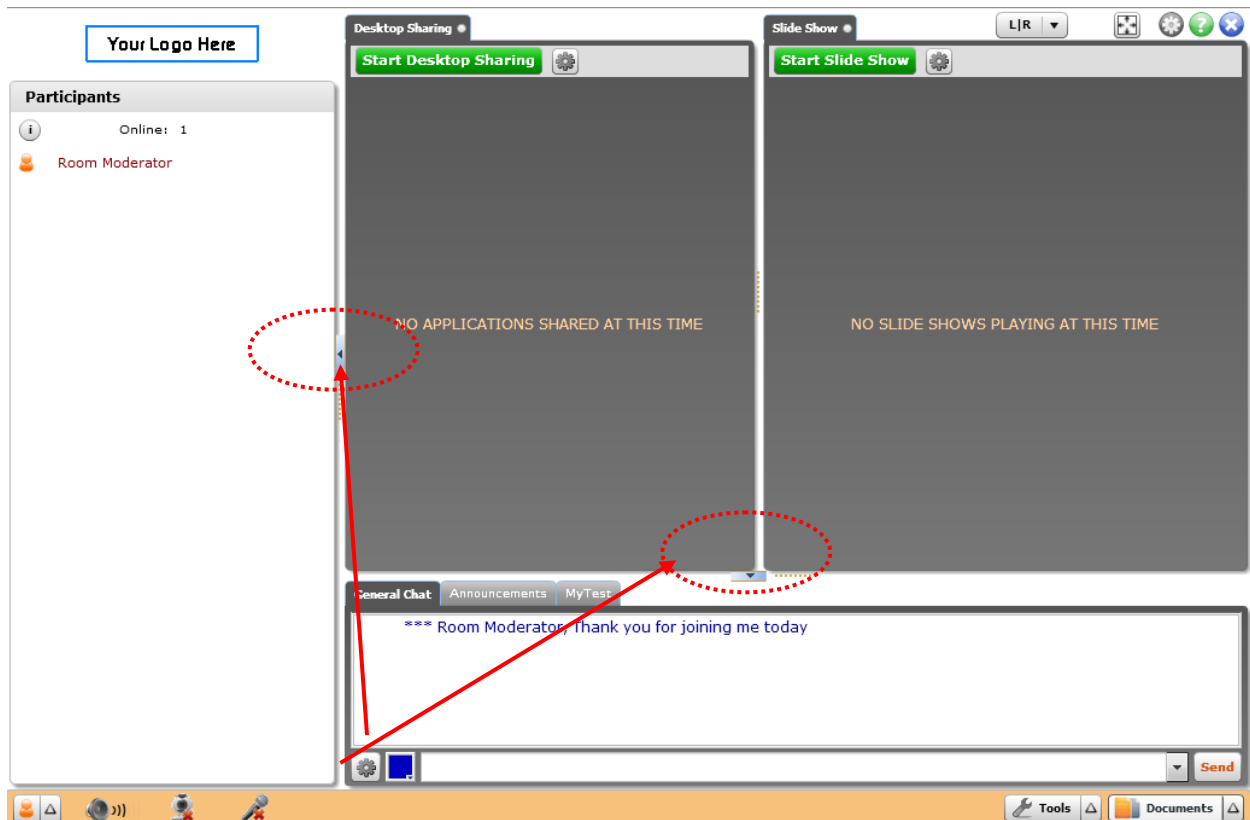 Your Logo Here
Desktop Sharing
Slide Show
L|R
Start Desktop Sharing
Start Slide Show
Participants
Online: 1
Room Moderator
NO APPLICATIONS SHARED AT THIS TIME
NO SLIDE SHOWS PLAYING AT THIS TIME
General Chat
Announcements
MyTest
*** Room Moderator, Thank you for joining me today
Send
Tools
Documents